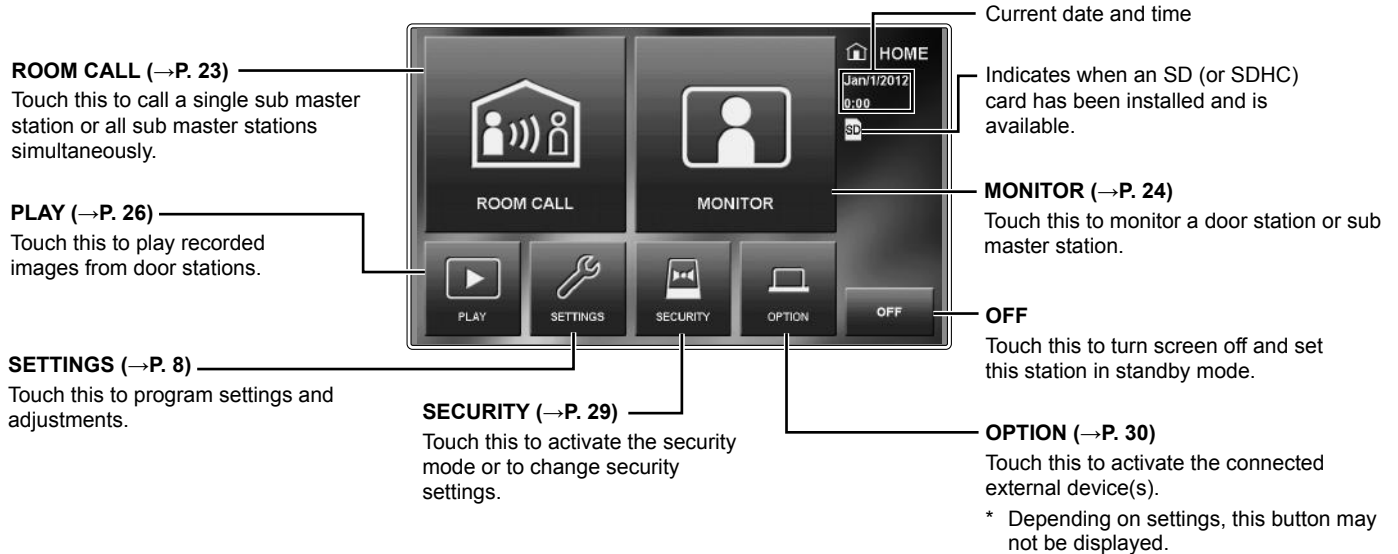 Current date and time
ROOM CALL (→P. 23)
Touch this to call a single sub master
station or all sub master stations
simultaneously.
HOME
Jan/1/2012
0:00
SD
Indicates when an SD (or SDHC)
card has been installed and is
available.
ROOM CALL
MONITOR
MONITOR (→P. 24)
Touch this to monitor a door station or sub
master station.
PLAY (→P. 26)
Touch this to play recorded
images from door stations.
PLAY
SETTINGS
SECURITY
OPTION
OFF
OFF
Touch this to turn screen off and set
this station in standby mode.
SETTINGS (→P. 8)
Touch this to program settings and
adjustments.
SECURITY (→P. 29)
Touch this to activate the security
mode or to change security
settings.
OPTION (→P. 30)
Touch this to activate the connected
external device(s).
* Depending on settings, this button may
not be displayed.